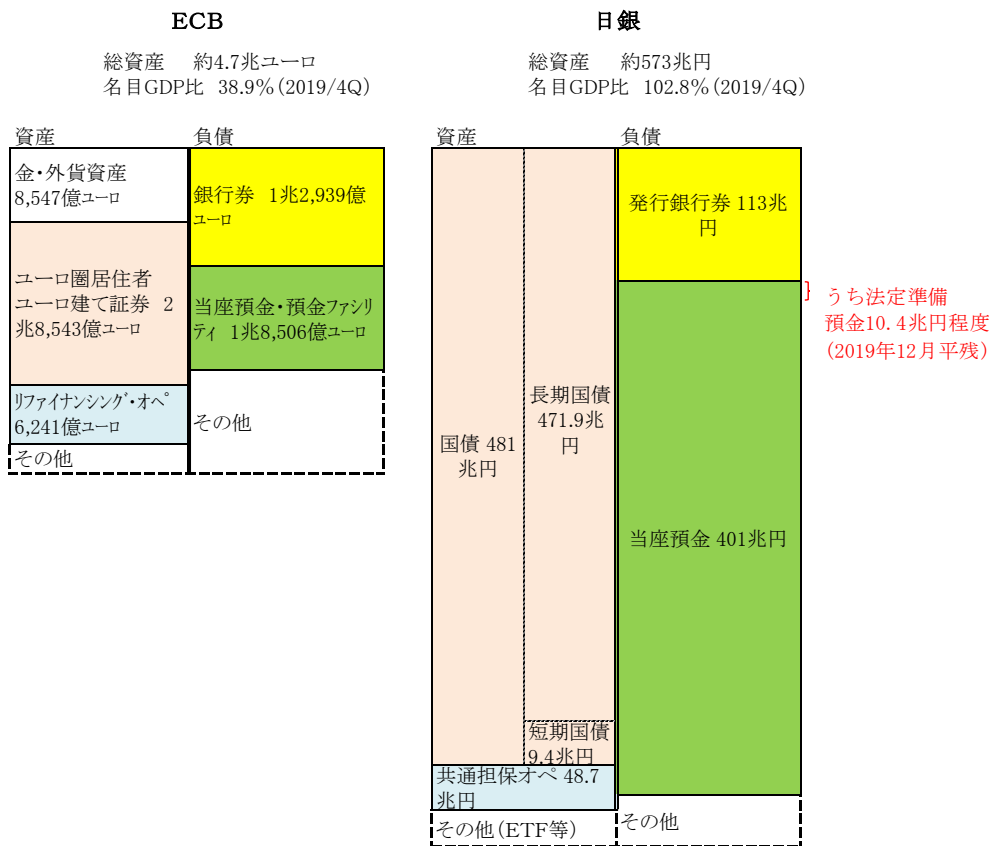 ECB
総資産 約4.7兆ユーロ
名目GDP比 38.9%(2019/4Q)
資産
負債
金・外貨資産
8,547億ユーロ
ユーロ圏居住者
ユーロ建て証券 2
兆8,543億ユーロ
リファイナンシング・オペ
6,241億ユーロ
その他
銀行券 1兆2,939億
ユーロ
当座預金・預金ファシリ
ティ 1兆8,506億ユーロ
その他
日銀
総資産 約573兆円
名目GDP比 102.8%(2019/4Q)
資産
負債
国債 481
兆円
長期国債
471.9兆
円
短期国債
9.4兆円
共通担保オペ 48.7
兆円
その他(ETF等)
発行銀行券 113兆
円
当座預金 401兆円
その他
うち法定準備
預金10.4兆円程度
(2019年12月平残)